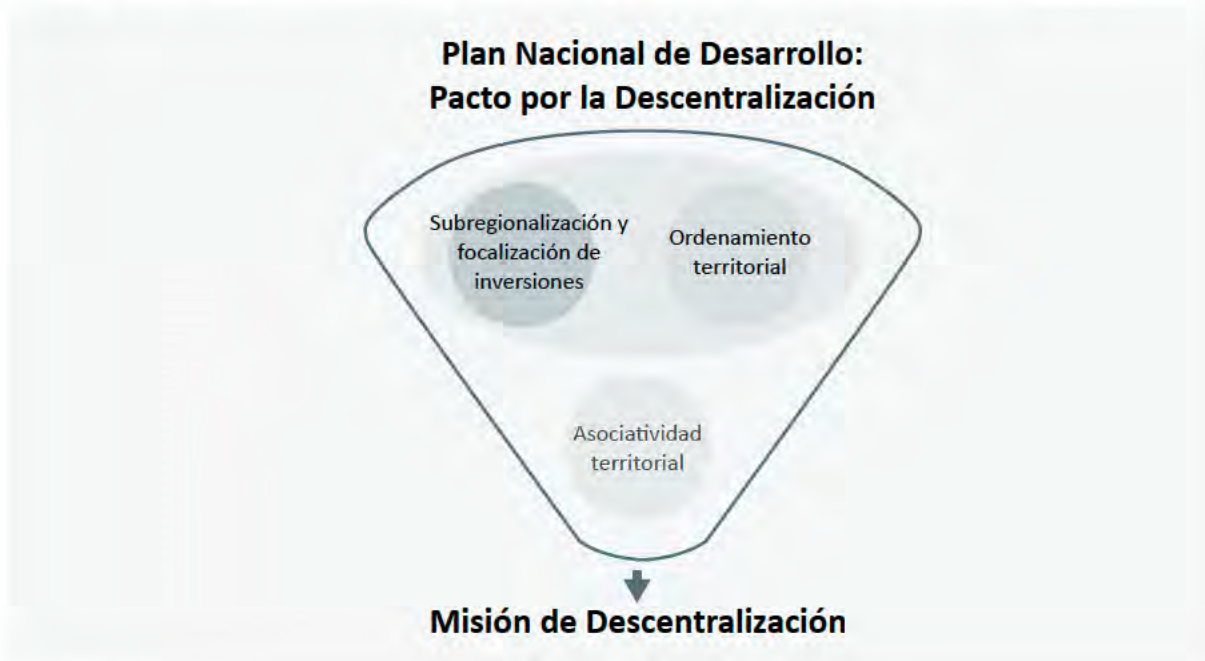 Plan Nacional de Desarrollo:
Pacto por la Descentralización
Subregionalización y
focalización de
inversiones
Ordenamiento
territorial
Asociatividad
territorial
Misión de Descentralización